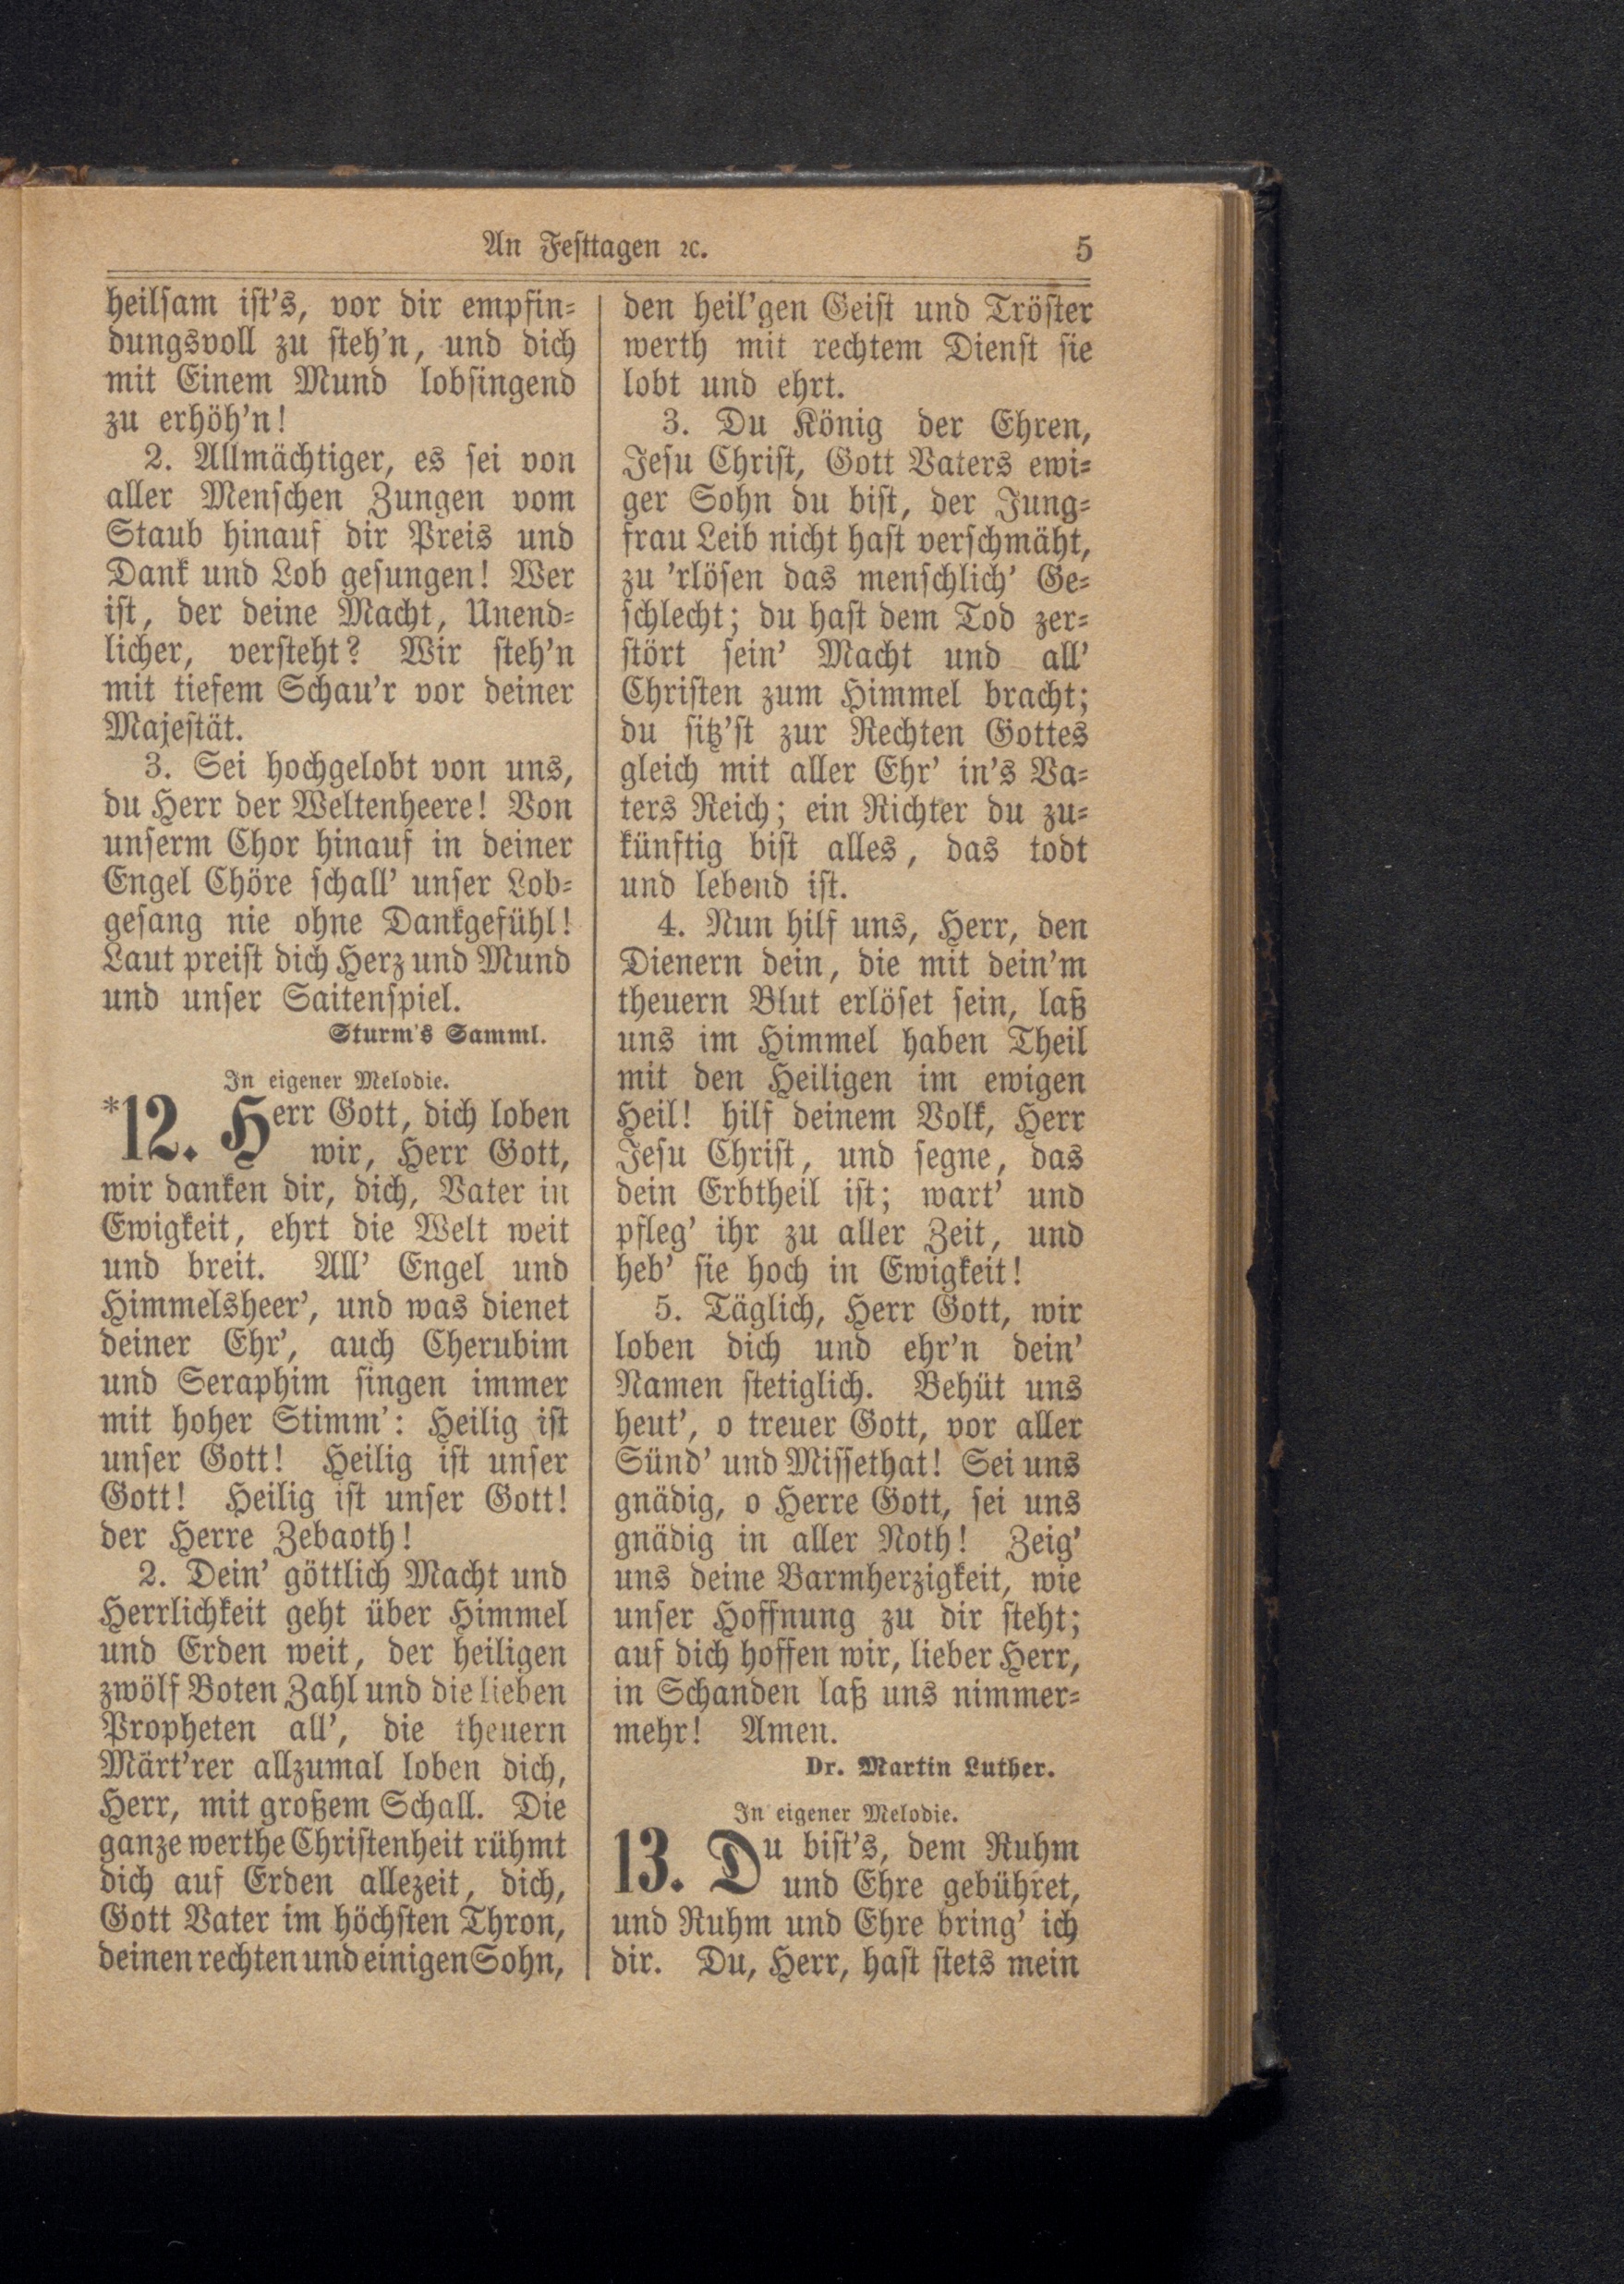 An Festtagen ꝛc.
5
heilsam ist's, vor dir empfin-
dungsvoll zu steh'n, und dich
mit Einem Mund lobsingend
zu erhöh'n!
2. Allmächtiger, es sei von
aller Menschen Zungen vom
Staub hinauf dir Preis und
Dank und Lob gesungen! Wer
ist, der deine Macht, Unend-
licher, versteht? Wir steh'n
mit tiefem Schau'r vor deiner
Majestät.
3. Sei hochgelobt von uns,
du Herr der Weltenheere! Von
unserm Chor hinauf in deiner
Engel Chöre schall' unser Lob-
gesang nie ohne Dankgefühl!
Laut preist dich Herz und Mund
und unser Saitenspiel.
Sturm's Samml.
In eigener Melodie.
*12. Herr Gott, dich loben
wir, Herr Gott,
wir danken dir, dich, Vater in
Ewigkeit, ehrt die Welt weit
und breit. All' Engel und
Himmelsheer', und was dienet
deiner Ehr', auch Cherubim
und Seraphim singen immer
mit hoher Stimm': Heilig ist
unser Gott! Heilig ist unser
Gott! Heilig ist unser Gott!
der Herre Zebaoth!
2. Dein' göttlich Macht und
Herrlichkeit geht über Himmel
und Erden weit, der heiligen
zwölf Boten Zahl und die lieben
Propheten all', die theuern
Märt'rer allzumal loben dich,
Herr, mit großem Schall. Die
ganze werthe Christenheit rühmt
dich auf Erden allezeit, dich,
Gott Vater im höchsten Thron,
deinen rechten und einigen Sohn,
den heil'gen Geist und Tröster
werth mit rechtem Dienst sie
lobt und ehrt.
3. Du König der Ehren,
Jesu Christ, Gott Vaters ewi-
ger Sohn du bist, der Jung-
frau Leib nicht hast verschmäht,
zu 'rlösen das menschlich' Ge-
schlecht; du hast dem Tod zer-
stört sein' Macht und all'
Christen zum Himmel bracht;
du sitz'st zur Rechten Gottes
gleich mit aller Ehr' in's Va-
ters Reich; ein Richter du zu-
künftig bist alles, das todt
und lebend ist.
4. Nun hilf uns, Herr, den
Dienern dein, die mit dein'm
theuern Blut erlöset sein, laß
uns im Himmel haben Theil
mit den Heiligen im ewigen
Heil! hilf deinem Volk, Herr
Jesu Christ, und segne, das
dein Erbtheil ist; wart' und
pfleg' ihr zu aller Zeit, und
heb' sie hoch in Ewigkeit!
5. Täglich, Herr Gott, wir
loben dich und ehr'n dein'
Namen stetiglich. Behüt uns
heut', o treuer Gott, vor aller
Sünd' und Missethat! Sei uns
gnädig, o Herre Gott, sei uns
gnädig in aller Noth! Zeig'
uns deine Barmherzigkeit, wie
unser Hoffnung zu dir steht;
auf dich hoffen wir, lieber Herr,
in Schanden laß uns nimmer-
mehr! Amen.
Dr. Martin Luther.
In eigener Melodie.
13. Du bist's, dem Ruhm
und Ehre gebühret,
und Ruhm und Ehre bring' ich
dir. Du, Herr, hast stets mein